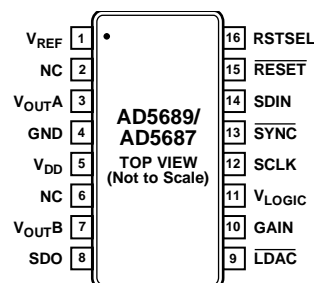 VREF 1
NC 2
VOUTA 3
GND 4
VDD 5
NC 6
VOUTB 7
SDO 8
AD5689/
AD5687
TOP VIEW
(Not to Scale)
16 RSTSEL
15 RESET
14 SDIN
13 SYNC
12 SCLK
11 VLOGIC
10 GAIN
9 LDAC